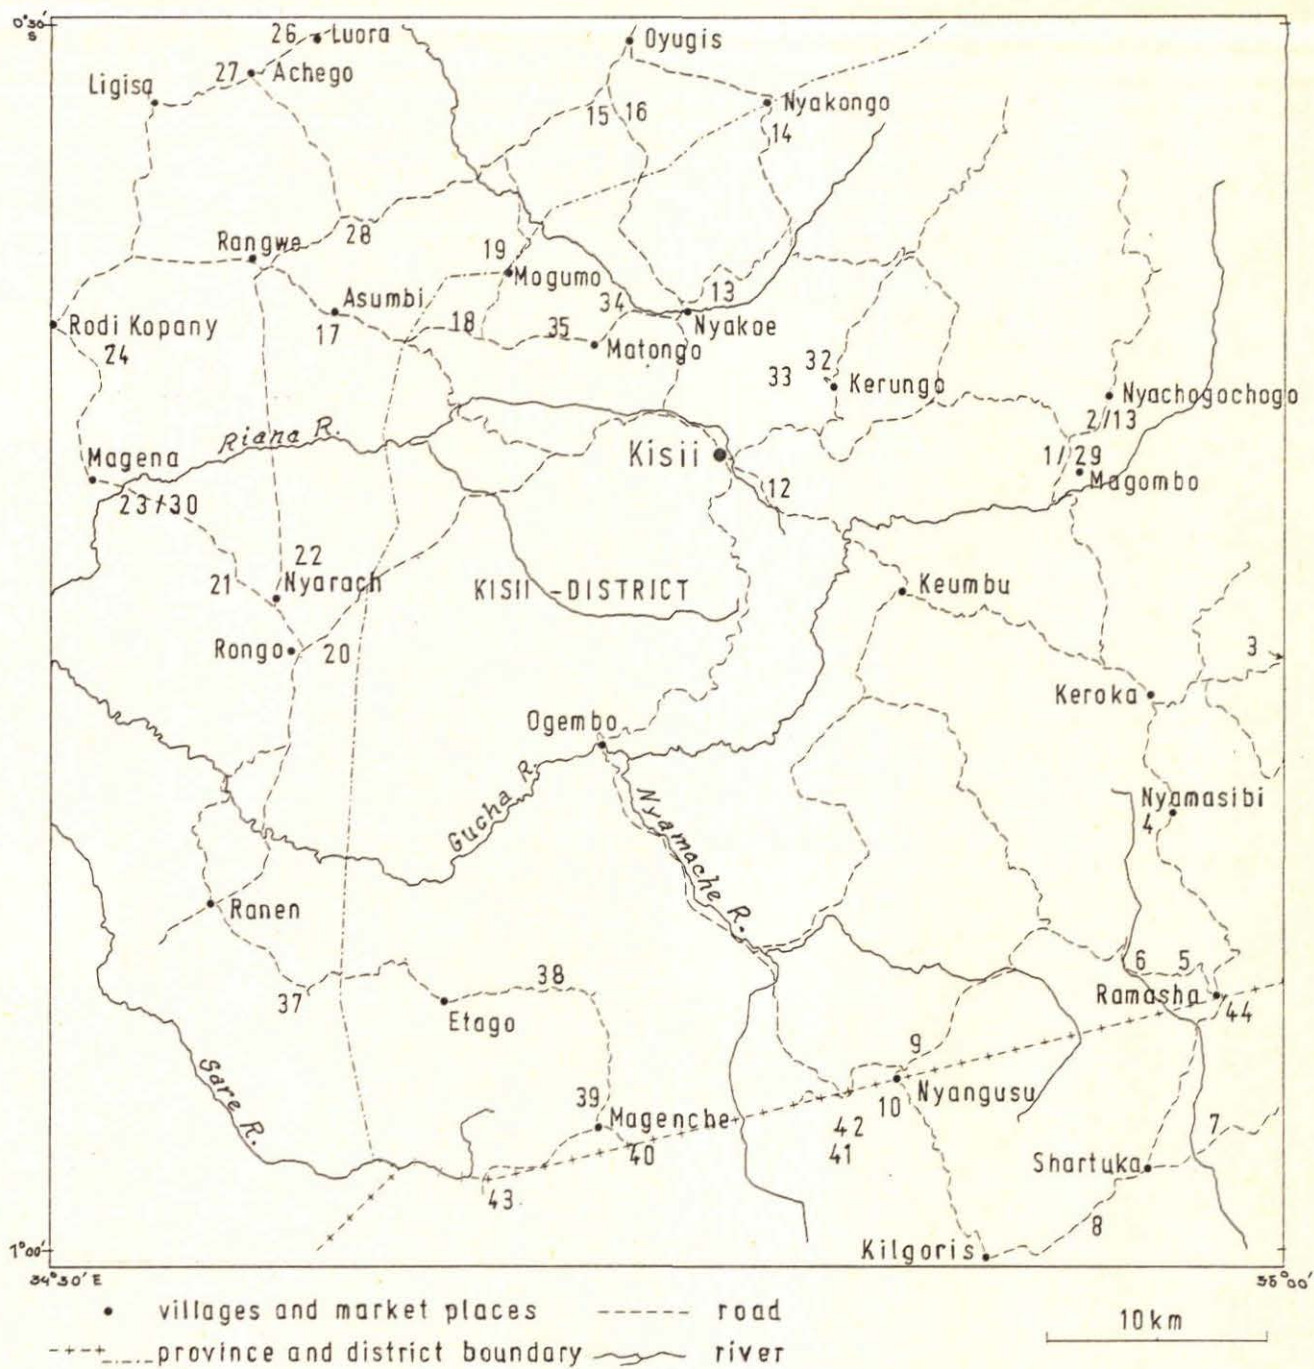 0°30'
S
26 Luora
Oyugis
27 Achego
Ligisa
15 16
Nyakongo
14
28
Rangwe
19
Mogumo
Asumbi
34
13
Rodi Kopany
17
18
35
Nyakoe
24
Matongo
32
33
Kerungo
Nyachogochogo
2/13
Riana R.
Kisii
1/29
Magena
Magombo
23+30
12
22
21
Nyarach
KISII-DISTRICT
Keumbu
Rongo
20
3
Keroka
Ogembo
Gucha R.
Nyamache R.
Nyamasibi
4
Ranen
6 5
38
Ramasha
37
Etago
44
9
Sare R.
Nyangusu
39
10
Magenche
42
7
40
41
Shartuka
43
8
Kilgoris
1°00'
34°30' E
35°00'
villages and market places
road
10 km
province and district boundary
river